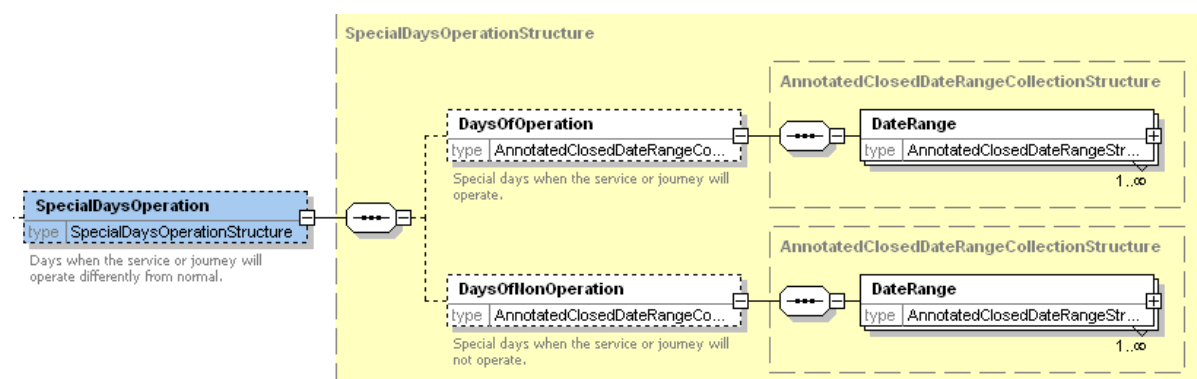 SpecialDaysOperationStructure
AnnotatedClosedDateRangeCollectionStructure
DaysOfOperation
type AnnotatedClosedDateRangeCo...
Special days when the service or journey will
operate.
DateRange
type AnnotatedClosedDateRangeStr...
1..∞
SpecialDaysOperation
type SpecialDaysOperationStructure
Days when the service or journey will
operate differently from normal.
AnnotatedClosedDateRangeCollectionStructure
DaysOfNonOperation
type AnnotatedClosedDateRangeCo...
Special days when the service or journey will
not operate.
DateRange
type AnnotatedClosedDateRangeStr...
1..∞